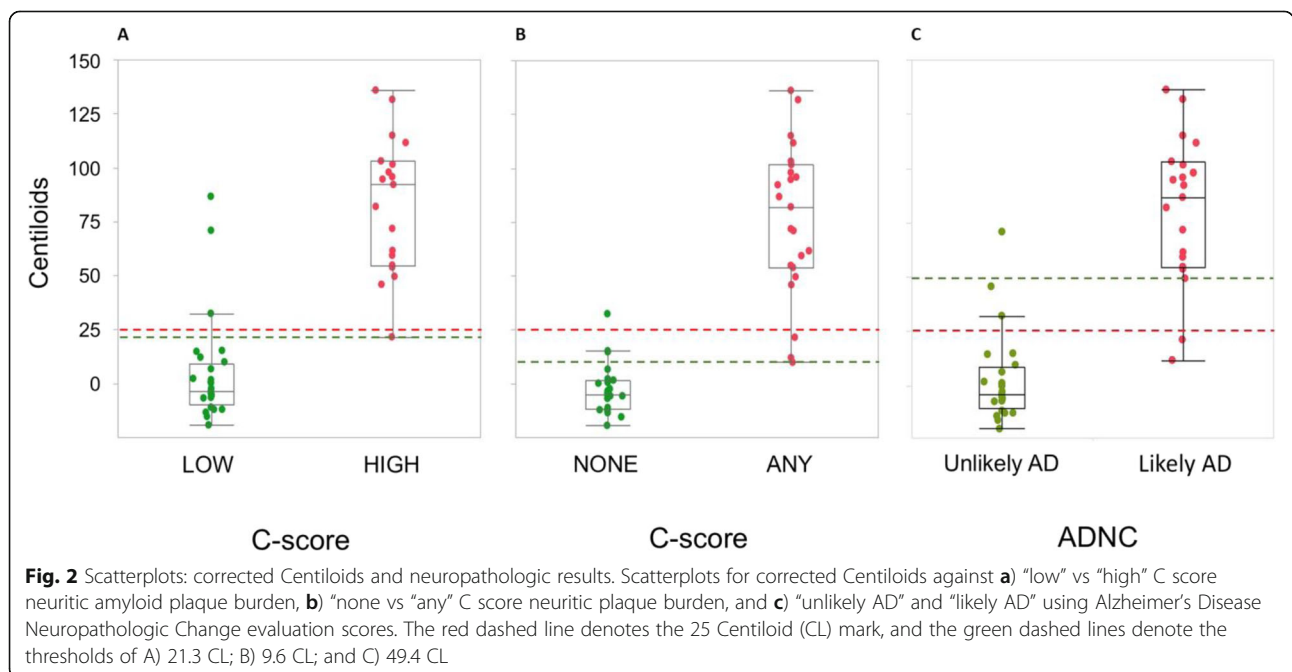 A B C
150
125
100
75
50
25
0
Centiloids
LOW HIGH NONE ANY Unlikely AD Likely AD
C-score C-score ADNC
Fig. 2 Scatterplots: corrected Centiloids and neuropathologic results. Scatterplots for corrected Centiloids against a) “low” vs “high” C score
neuritic amyloid plaque burden, b) “none vs “any” C score neuritic plaque burden, and c) “unlikely AD” and “likely AD” using Alzheimer’s Disease
Neuropathologic Change evaluation scores. The red dashed line denotes the 25 Centiloid (CL) mark, and the green dashed lines denote the
thresholds of A) 21.3 CL; B) 9.6 CL; and C) 49.4 CL